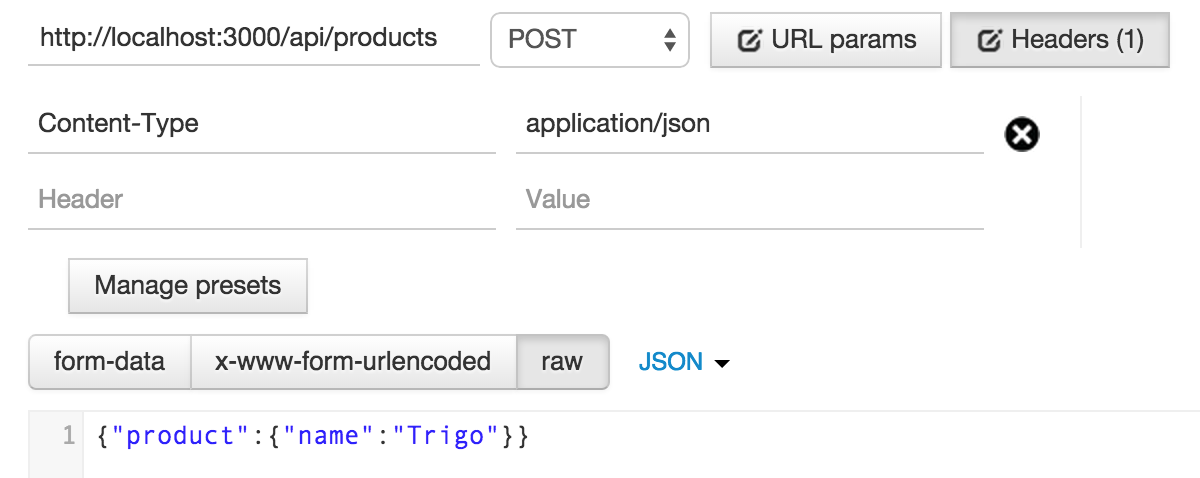 http://localhost:3000/api/products POST URL params Headers (1)
Content-Type application/json
Header Value
Manage presets
form-data x-www-form-urlencoded raw JSON
1 {"product":{"name":"Trigo"}}